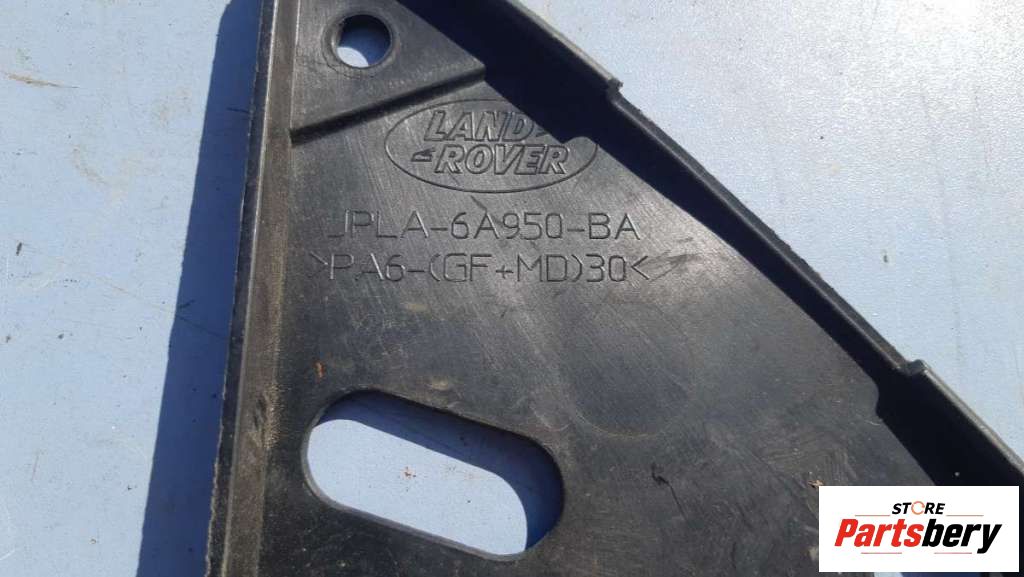 LAND
ROVER
JPLA-6A950-BA
>PA6-(GF+MD)30<
STORE
Partsbery